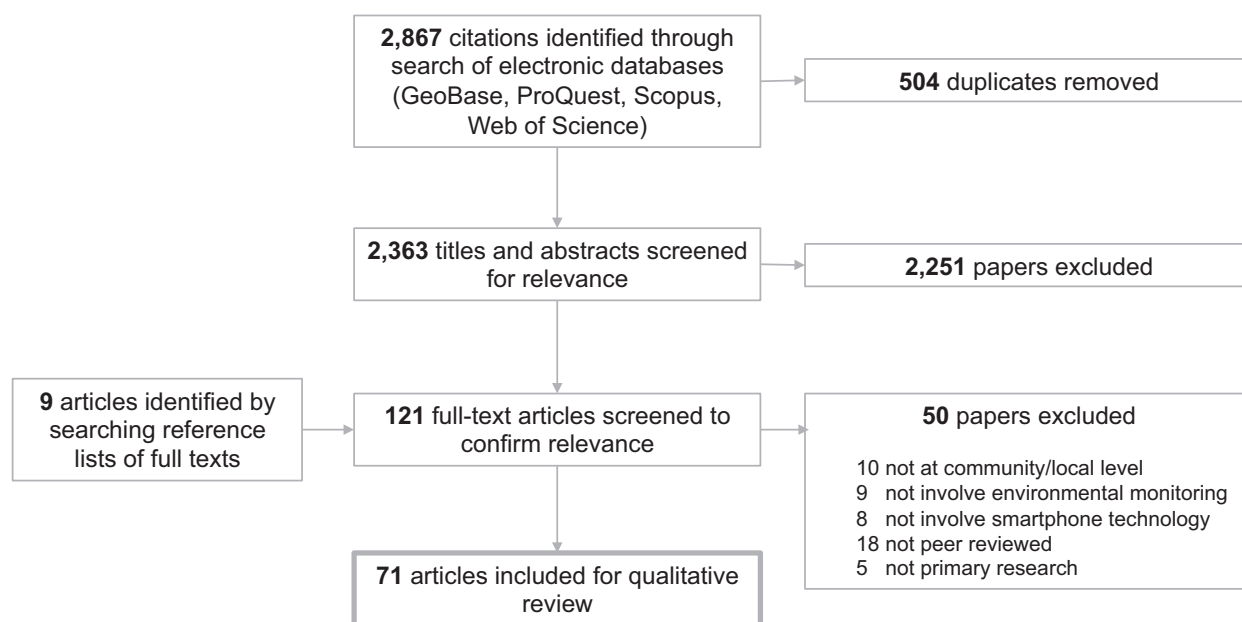 2,867 citations identified through
search of electronic databases
(GeoBase, ProQuest, Scopus,
Web of Science)
504 duplicates removed
2,363 titles and abstracts screened
for relevance
2,251 papers excluded
9 articles identified by
searching reference
lists of full texts
121 full-text articles screened to
confirm relevance
50 papers excluded
10 not at community/local level
9 not involve environmental monitoring
8 not involve smartphone technology
18 not peer reviewed
5 not primary research
71 articles included for qualitative
review